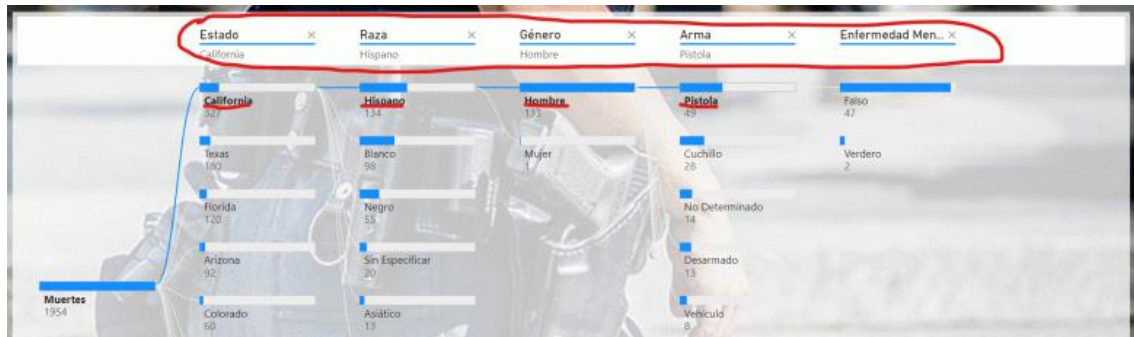 Estado × Raza × Género × Arma × Enfermedad Men... ×
California Hispano Hombre Pistola
California Hispano Hombre Pistola Falso
327 134 133 49 47
Texas Blanco Mujer Cuchillo Verdero
180 98 1 28 2
Florida Negro No Determinado
120 55 14
Arizona Sin Especificar Desarmado
92 20 13
Muertes
1954
Colorado Asiático Vehículo
60 13 8